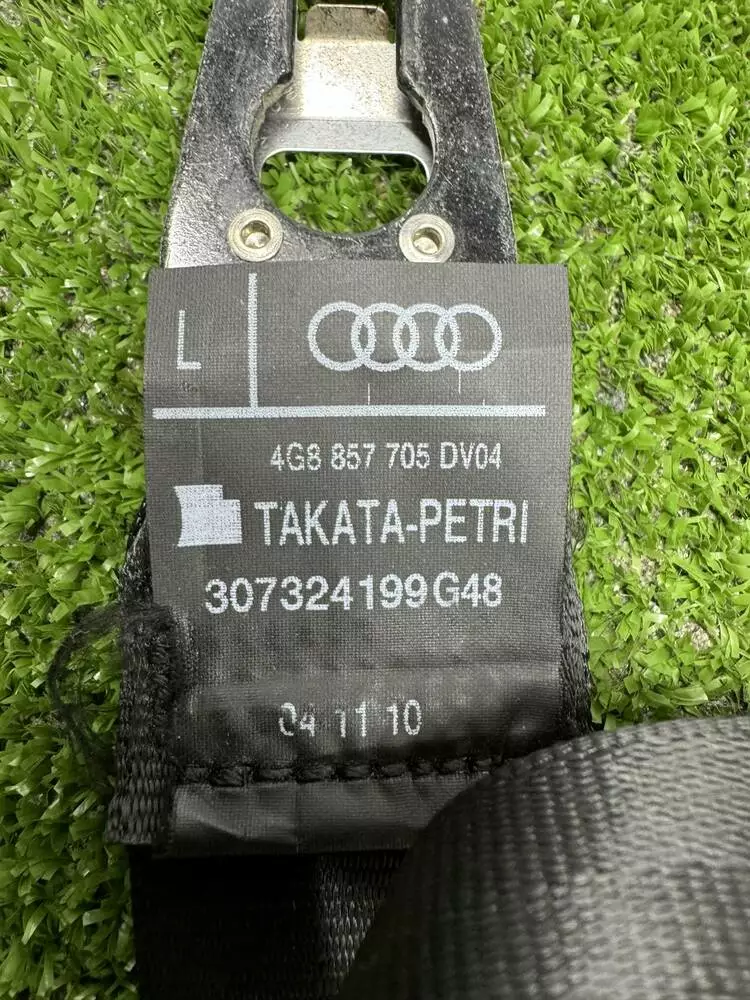 L
4G8 857 705 DV04
TAKATA-PETRI
307324199G48
04 11 10